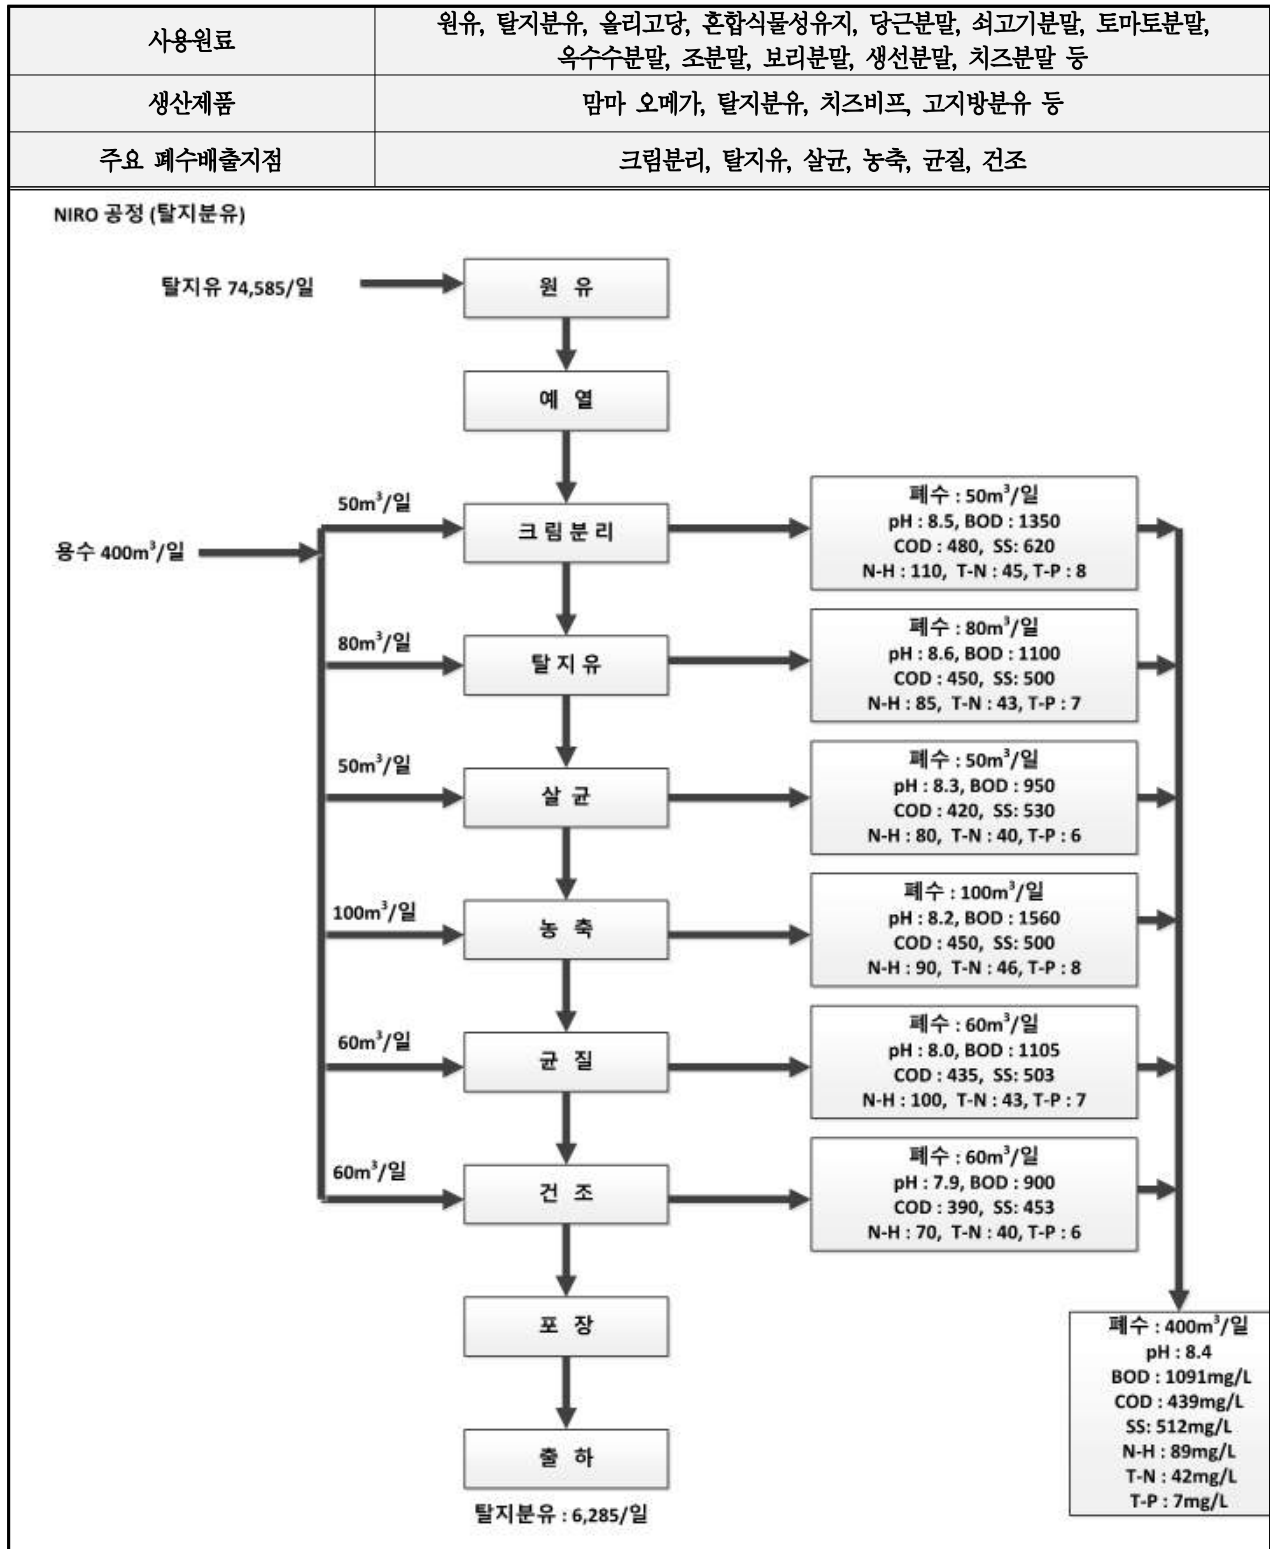 사용원료
원유, 탈지분유, 올리고당, 혼합식물성유지, 당근분말, 쇠고기분말, 토마토분말,
옥수수분말, 조분말, 보리분말, 생선분말, 치즈분말 등
생산제품
맘마 오메가, 탈지분유, 치즈비프, 고지방분유 등
주요 폐수배출지점
크림분리, 탈지유, 살균, 농축, 균질, 건조
NIRO 공정 (탈지분유)
탈지유 74,585/일
원 유
예 열
용수 400m³/일
50m³/일
크 림 분 리
폐수 : 50m³/일
pH : 8.5, BOD : 1350
COD : 480, SS: 620
N-H : 110, T-N : 45, T-P : 8
80m³/일
탈 지 유
폐수 : 80m³/일
pH : 8.6, BOD : 1100
COD : 450, SS: 500
N-H : 85, T-N : 43, T-P : 7
50m³/일
살 균
폐수 : 50m³/일
pH : 8.3, BOD : 950
COD : 420, SS: 530
N-H : 80, T-N : 40, T-P : 6
100m³/일
농 축
폐수 : 100m³/일
pH : 8.2, BOD : 1560
COD : 450, SS: 500
N-H : 90, T-N : 46, T-P : 8
60m³/일
균 질
폐수 : 60m³/일
pH : 8.0, BOD : 1105
COD : 435, SS: 503
N-H : 100, T-N : 43, T-P : 7
60m³/일
건 조
폐수 : 60m³/일
pH : 7.9, BOD : 900
COD : 390, SS: 453
N-H : 70, T-N : 40, T-P : 6
포 장
출 하
탈지분유 : 6,285/일
폐수 : 400m³/일
pH : 8.4
BOD : 1091mg/L
COD : 439mg/L
SS: 512mg/L
N-H : 89mg/L
T-N : 42mg/L
T-P : 7mg/L